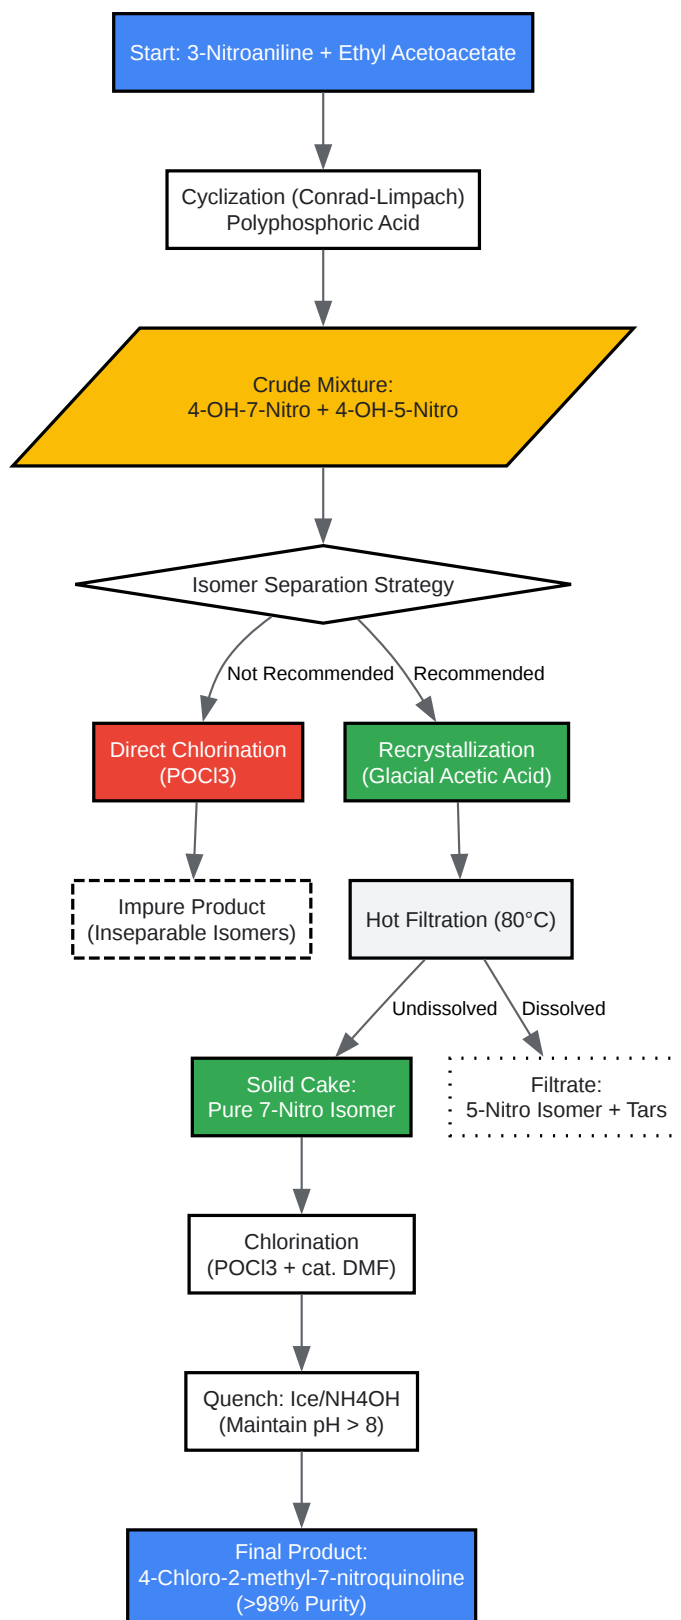 Start: 3-Nitroaniline + Ethyl Acetoacetate
Cyclization (Conrad-Limpach)
Polyphosphoric Acid
Crude Mixture:
4-OH-7-Nitro + 4-OH-5-Nitro
Isomer Separation Strategy
Not Recommended
Recommended
Direct Chlorination
(POCl3)
Recrystallization
(Glacial Acetic Acid)
Impure Product
(Inseparable Isomers)
Hot Filtration (80°C)
Undissolved
Dissolved
Solid Cake:
Pure 7-Nitro Isomer
Filtrate:
5-Nitro Isomer + Tars
Chlorination
(POCl3 + cat. DMF)
Quench: Ice/NH4OH
(Maintain pH > 8)
Final Product:
4-Chloro-2-methyl-7-nitroquinoline
(>98% Purity)